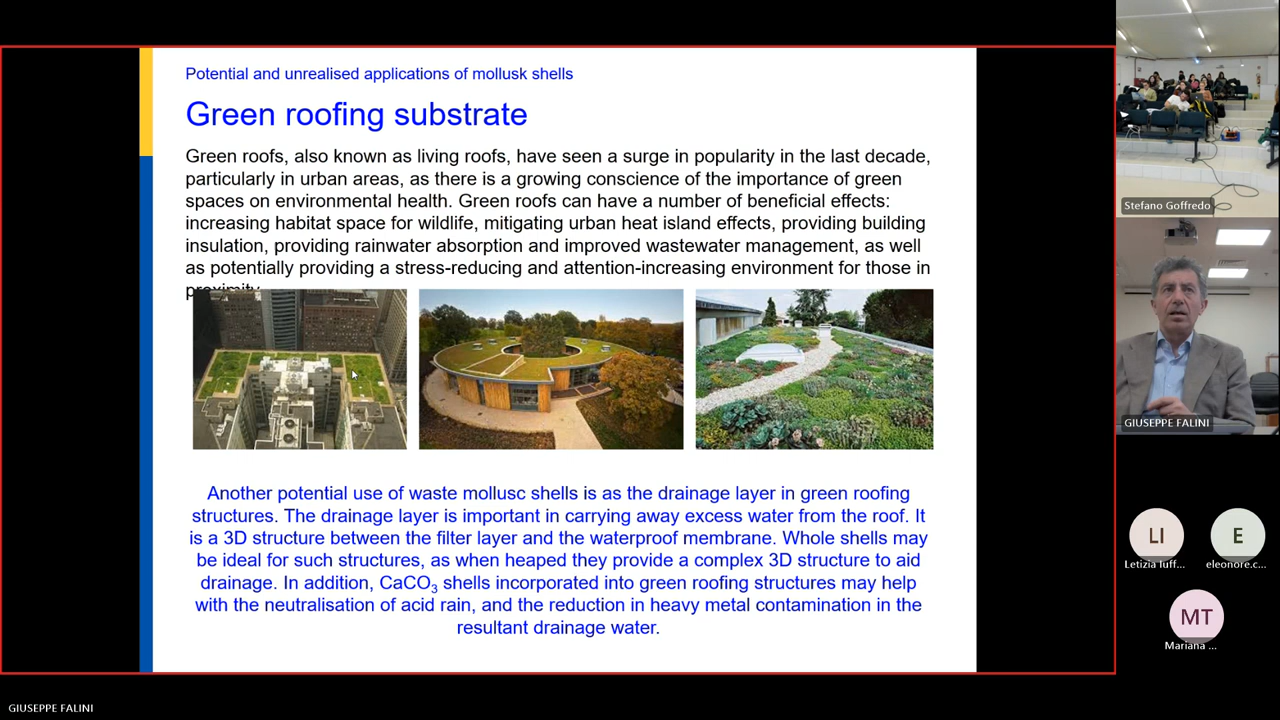 Potential and unrealised applications of mollusk shells
Green roofing substrate
Green roofs, also known as living roofs, have seen a surge in popularity in the last decade,
particularly in urban areas, as there is a growing conscience of the importance of green
spaces on environmental health. Green roofs can have a number of beneficial effects:
increasing habitat space for wildlife, mitigating urban heat island effects, providing building
insulation, providing rainwater absorption and improved wastewater management, as well
as potentially providing a stress-reducing and attention-increasing environment for those in
proximity.
Another potential use of waste mollusc shells is as the drainage layer in green roofing
structures. The drainage layer is important in carrying away excess water from the roof. It
is a 3D structure between the filter layer and the waterproof membrane. Whole shells may
be ideal for such structures, as when heaped they provide a complex 3D structure to aid
drainage. In addition, CaCO₃ shells incorporated into green roofing structures may help
with the neutralisation of acid rain, and the reduction in heavy metal contamination in the
resultant drainage water.
Stefano Goffredo
GIUSEPPE FALINI
LI
E
Letizia Iuff...
eleonore.c...
MT
Mariana ...
GIUSEPPE FALINI